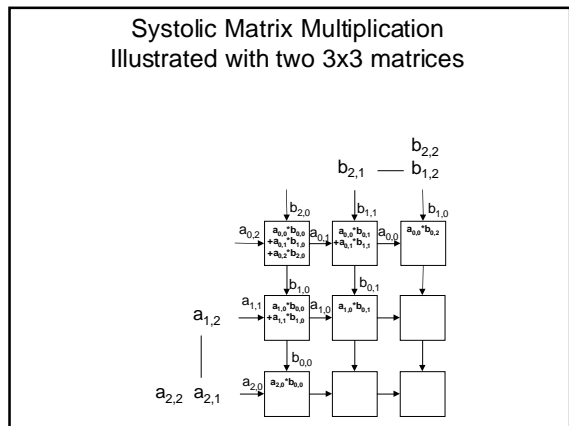 Systolic Matrix Multiplication
Illustrated with two 3x3 matrices
b2,2
b2,1 b1,2
b2,0 b1,1 b1,0
a0,2 a0,0*b0,0 a0,1 a0,0*b0,1 a0,0 a0,0*b0,2
+a0,1*b1,0 +a0,1*b1,1
+a0,2*b2,0
b1,0 b0,1
a1,2 a1,1 a1,0*b0,0 a1,0 a1,0*b0,1
+a1,1*b1,0
b0,0
a2,2 a2,1 a2,0 a2,0*b0,0